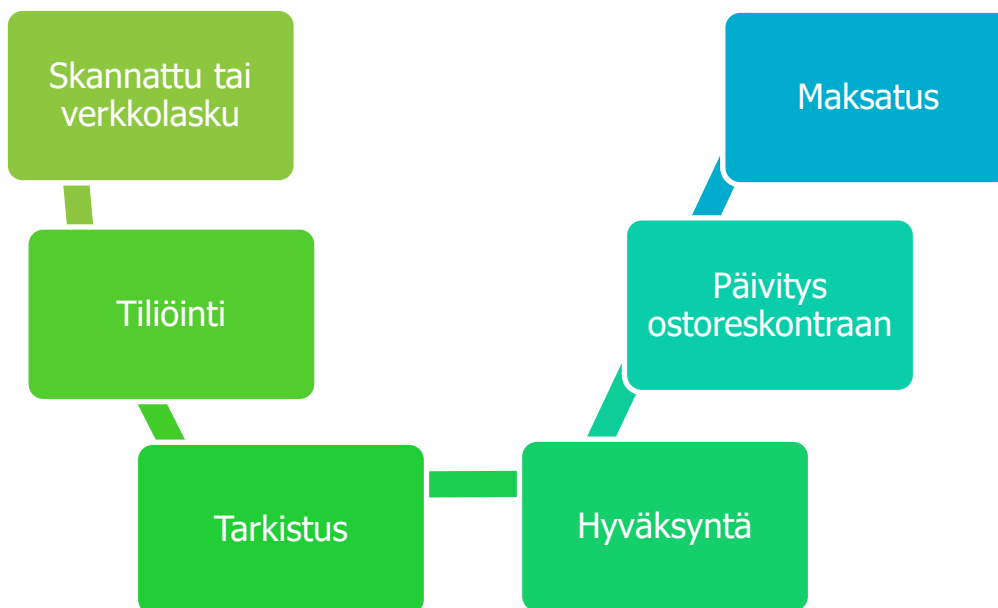 Skannattu tai
verkkolasku
Tiliöinti
Tarkistus
Hyväksyntä
Päivitys
ostoreskontraan
Maksatus